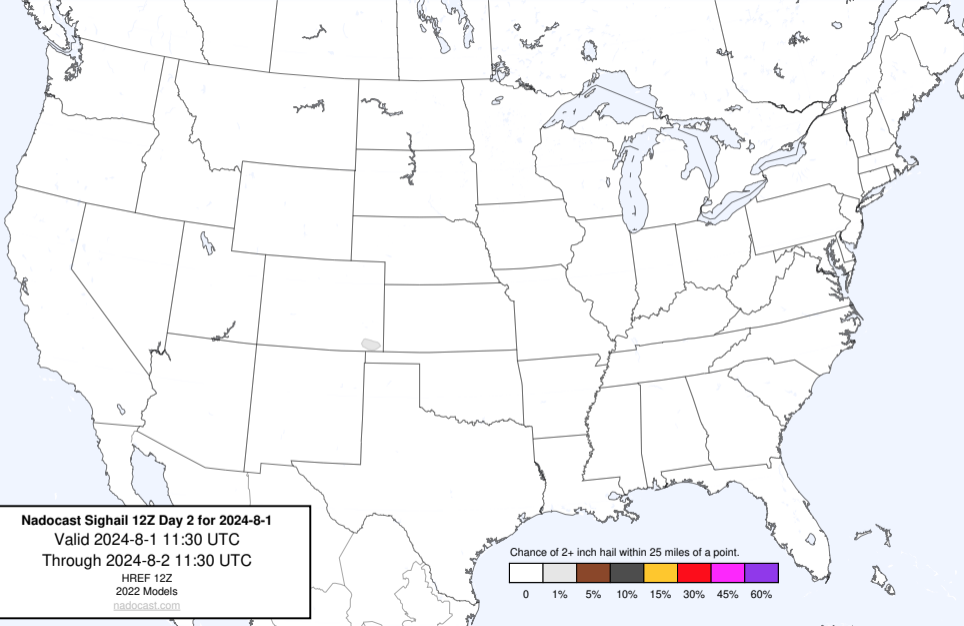 Nadocast Sighail 12Z Day 2 for 2024-8-1
Valid 2024-8-1 11:30 UTC
Through 2024-8-2 11:30 UTC
HREF 12Z
2022 Models
nadocast.com
Chance of 2+ inch hail within 25 miles of a point.
0 1% 5% 10% 15% 30% 45% 60%